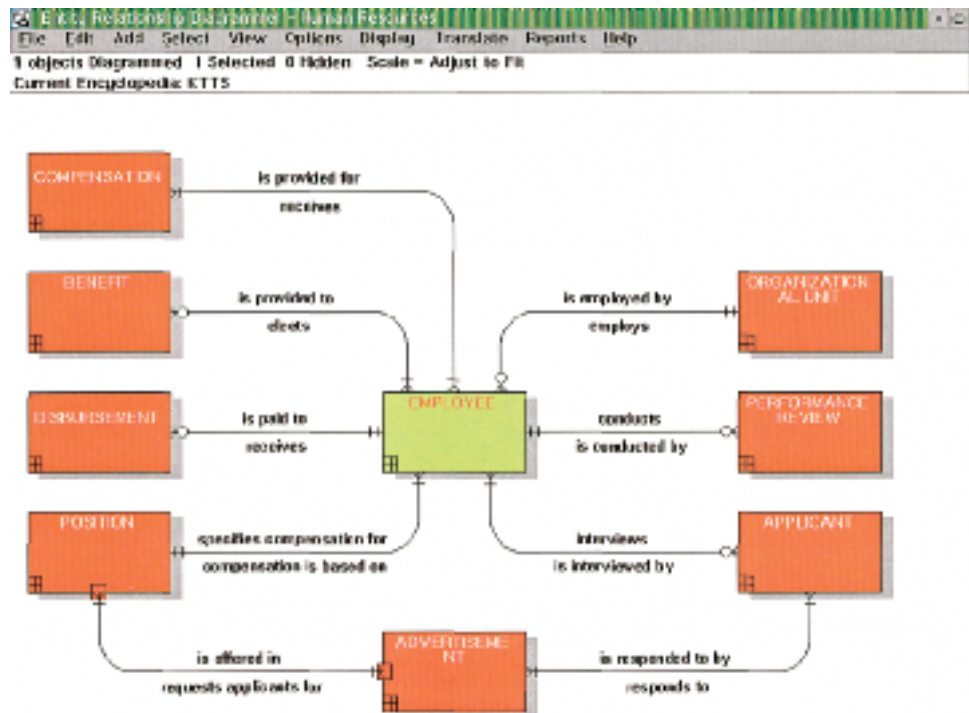 Entity Relationship Diagrammer - Human Resources
File Edit Add Select View Options Display Translate Reports Help
9 objects Diagrammed 1 Selected 0 Hidden Scale = Adjust to Fit
Current Encyclopedia: KTTS
COMPENSATION
is provided for
receives
BENEFIT
is provided to
elects
is employed by
employs
ORGANIZATION
AL UNIT
DISBURSEMENT
is paid to
receives
EMPLOYEE
conducts
is conducted by
PERFORMANCE
REVIEW
POSITION
specifies compensation for
compensation is based on
interviews
is interviewed by
APPLICANT
is offered in
requests applicants for
ADVERTISEME
NT
is responded to by
responds to